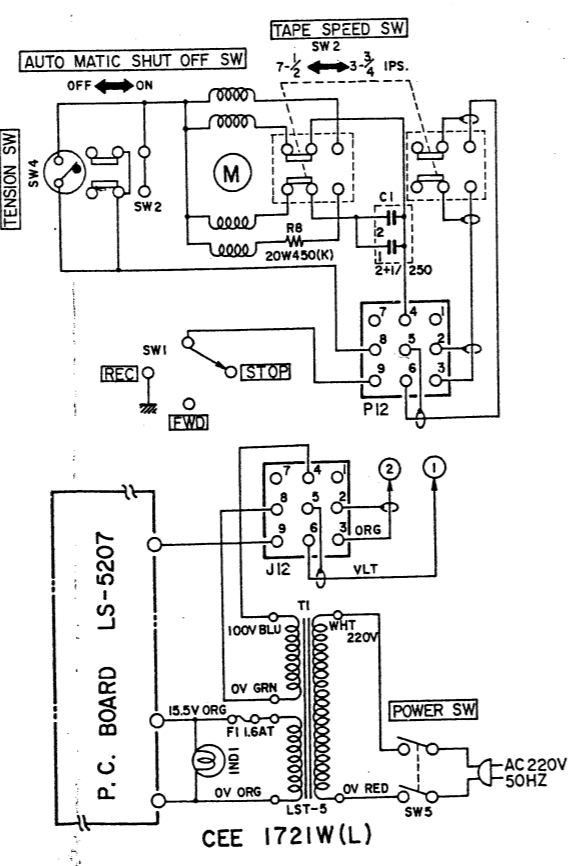 TAPE SPEED SW
SW2
7-1/2 3-3/4 IPS.
AUTO MATIC SHUT OFF SW
OFF ON
TENSION SW
SW4
SW2
M
R8
20W450(K)
C1
2
1
2+1/250
7 4 1
8 5 2
9 6 3
P12
SW1
REC
STOP
FWD
7 4 1
8 5 2
9 6 3
J12
2 1
ORG
VLT
P.C. BOARD LS-5207
T1
100V BLU
WHT
220V
0V GRN
15.5V ORG
F1 1.6AT
IND1
0V ORG
LST-5
0V RED
POWER SW
SW5
AC 220V
50HZ
CEE 1721W(L)